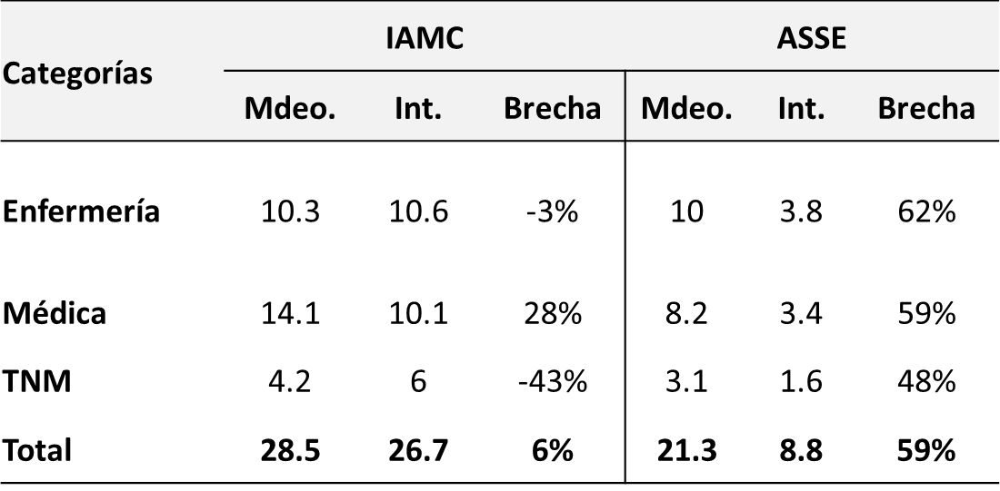 IAMC ASSE
Categorías
Mdeo. Int. Brecha Mdeo. Int. Brecha
Enfermería 10.3 10.6 -3% 10 3.8 62%
Médica 14.1 10.1 28% 8.2 3.4 59%
TNM 4.2 6 -43% 3.1 1.6 48%
Total 28.5 26.7 6% 21.3 8.8 59%